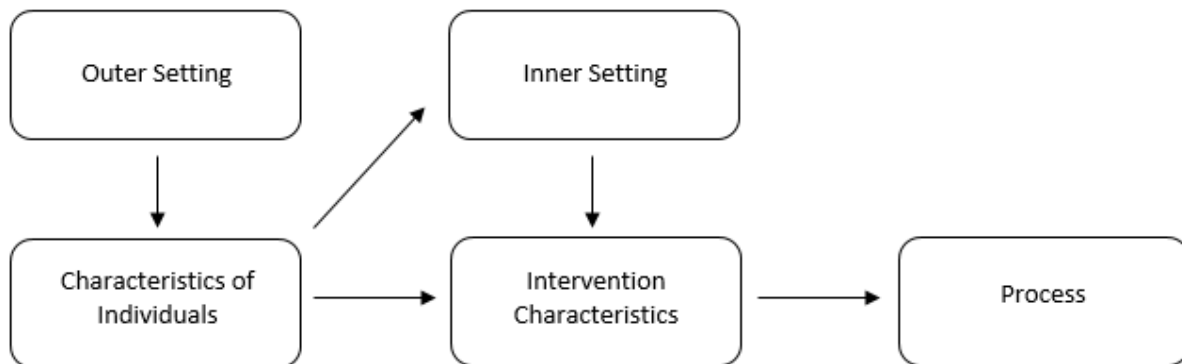 Outer Setting
Inner Setting
Characteristics of
Individuals
Intervention
Characteristics
Process